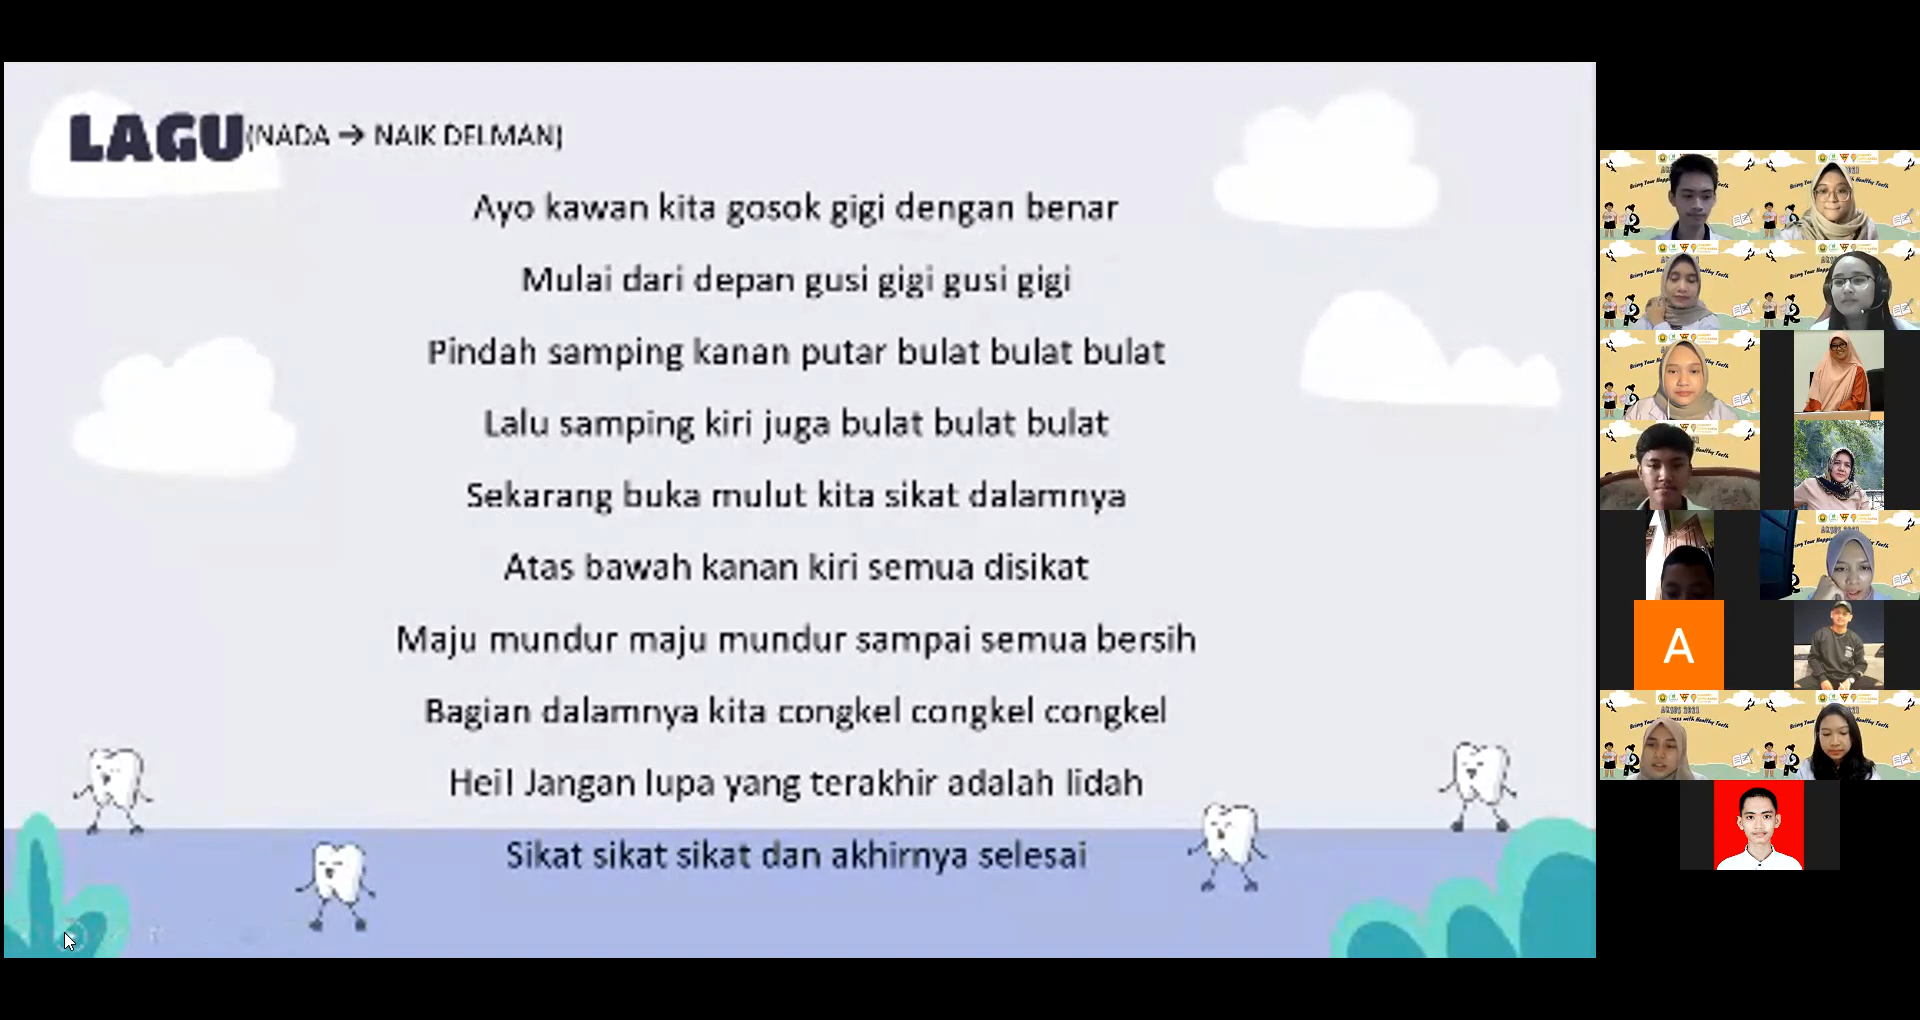 LAGU (NADA → NAIK DELMAN)
Ayo kawan kita gosok gigi dengan benar
Mulai dari depan gusi gigi gusi gigi
Pindah samping kanan putar bulat bulat bulat
Lalu samping kiri juga bulat bulat bulat
Sekarang buka mulut kita sikat dalamnya
Atas bawah kanan kiri semua disikat
Maju mundur maju mundur sampai semua bersih
Bagian dalamnya kita congkel congkel congkel
Hei! Jangan lupa yang terakhir adalah lidah
Sikat sikat sikat dan akhirnya selesai
A